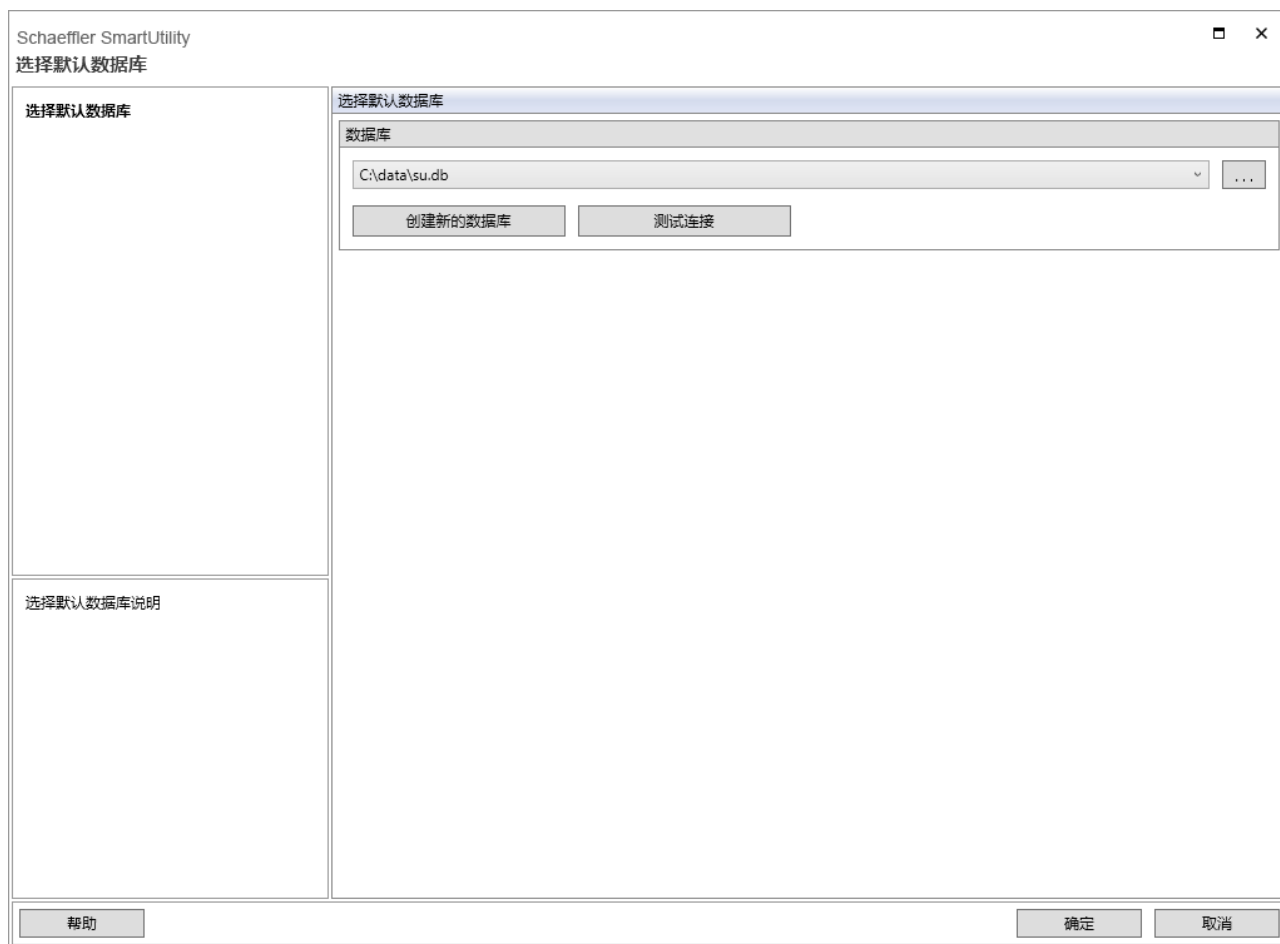 Schaeffler SmartUtility
选择默认数据库
选择默认数据库
选择默认数据库
数据库
C:\data\su.db
...
创建新的数据库 测试连接
选择默认数据库说明
帮助 确定 取消